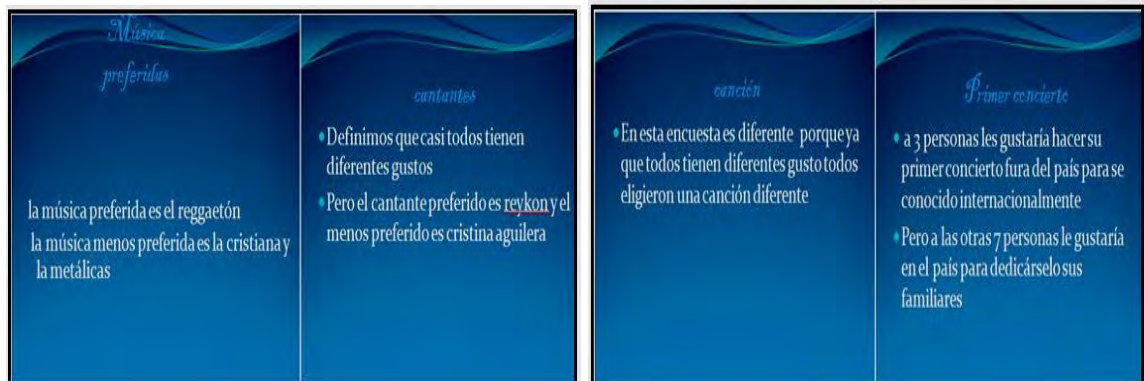 Música
preferidas
la música preferida es el reggaetón
la música menos preferida es la cristiana y
la metálicas
cantantes
• Definimos que casi todos tienen
diferentes gustos
• Pero el cantante preferido es reykon y el
menos preferido es cristina aguilera
canción
• En esta encuesta es diferente porque ya
que todos tienen diferentes gusto todos
eligieron una canción diferente
Primer concierto
• a 3 personas les gustaría hacer su
primer concierto fura del país para se
conocido internacionalmente
• Pero a las otras 7 personas le gustaría
en el país para dedicárselo sus
familiares